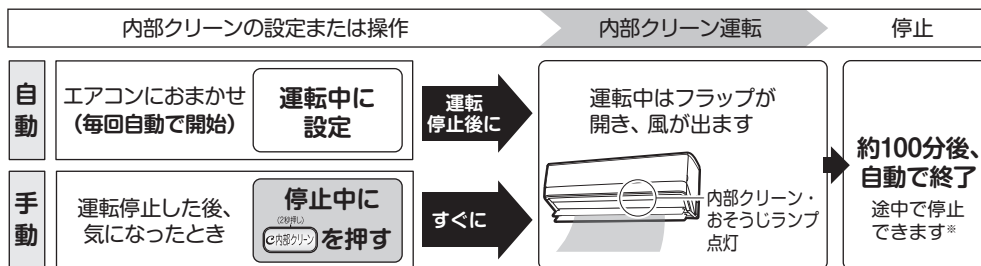 内部クリーンの設定または操作
内部クリーン運転
停止
自動
エアコンにおまかせ
(毎回自動で開始)
運転中に
設定
運転
停止後に
手動
運転停止した後、
気になったとき
停止中に
(2秒押し)
内部クリーン を押す
すぐに
運転中はフラップが
開き、風が出ます
内部クリーン・
おそうじランプ
点灯
約100分後、
自動で終了
途中で停止
できます※